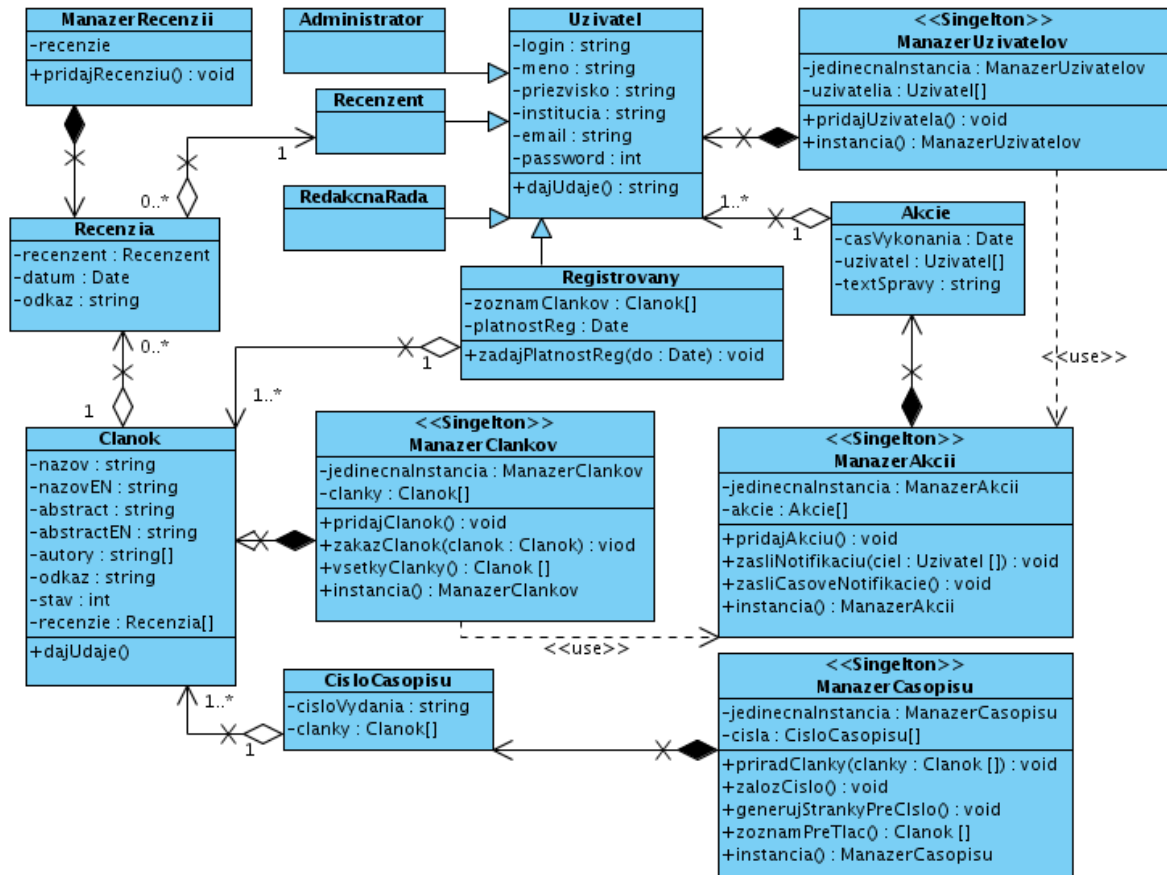 ManazerRecenzii
-recenzie
+pridajRecenziu() : void
Administrator
Recenzent
RedakcnaRada
Uzivatel
-login : string
-meno : string
-priezvisko : string
-institucia : string
-email : string
-password : int
+dajUdaje() : string
<<Singelton>>
ManazerUzivatelov
-jedinecnaInstancia : ManazerUzivatelov
-uzivatelia : Uzivatel[]
+pridajUzivatela() : void
+instancia() : ManazerUzivatelov
1
0..*
1..*
1
Recenzia
-recenzent : Recenzent
-datum : Date
-odkaz : string
Registrovany
-zoznamClankov : Clanok[]
-platnostReg : Date
+zadajPlatnostReg(do : Date) : void
Akcie
-casVykonania : Date
-uzivatel : Uzivatel[]
-textSpravy : string
0..*
1
1
1..*
<<use>>
Clanok
-nazov : string
-nazovEN : string
-abstract : string
-abstractEN : string
-autory : string[]
-odkaz : string
-stav : int
-recenzie : Recenzia[]
+dajUdaje()
<<Singelton>>
ManazerClankov
-jedinecnaInstancia : ManazerClankov
-clanky : Clanok[]
+pridajClanok() : void
+zakazClanok(clanok : Clanok) : viod
+vsetkyClanky() : Clanok []
+instancia() : ManazerClankov
<<Singelton>>
ManazerAkcii
-jedinecnaInstancia : ManazerAkcii
-akcie : Akcie[]
+pridajAkciu() : void
+zasliNotifikaciu(ciel : Uzivatel []) : void
+zasliCasoveNotifikacie() : void
+instancia() : ManazerAkcii
<<use>>
1..*
1
CisloCasopisu
-cisloVydania : string
-clanky : Clanok[]
<<Singelton>>
ManazerCasopisu
-jedinecnaInstancia : ManazerCasopisu
-cisla : CisloCasopisu[]
+priradClanky(clanky : Clanok []) : void
+zalozCislo() : void
+generujStrankyPreCIslo() : void
+zoznamPreTlac() : Clanok []
+instancia() : ManazerCasopisu